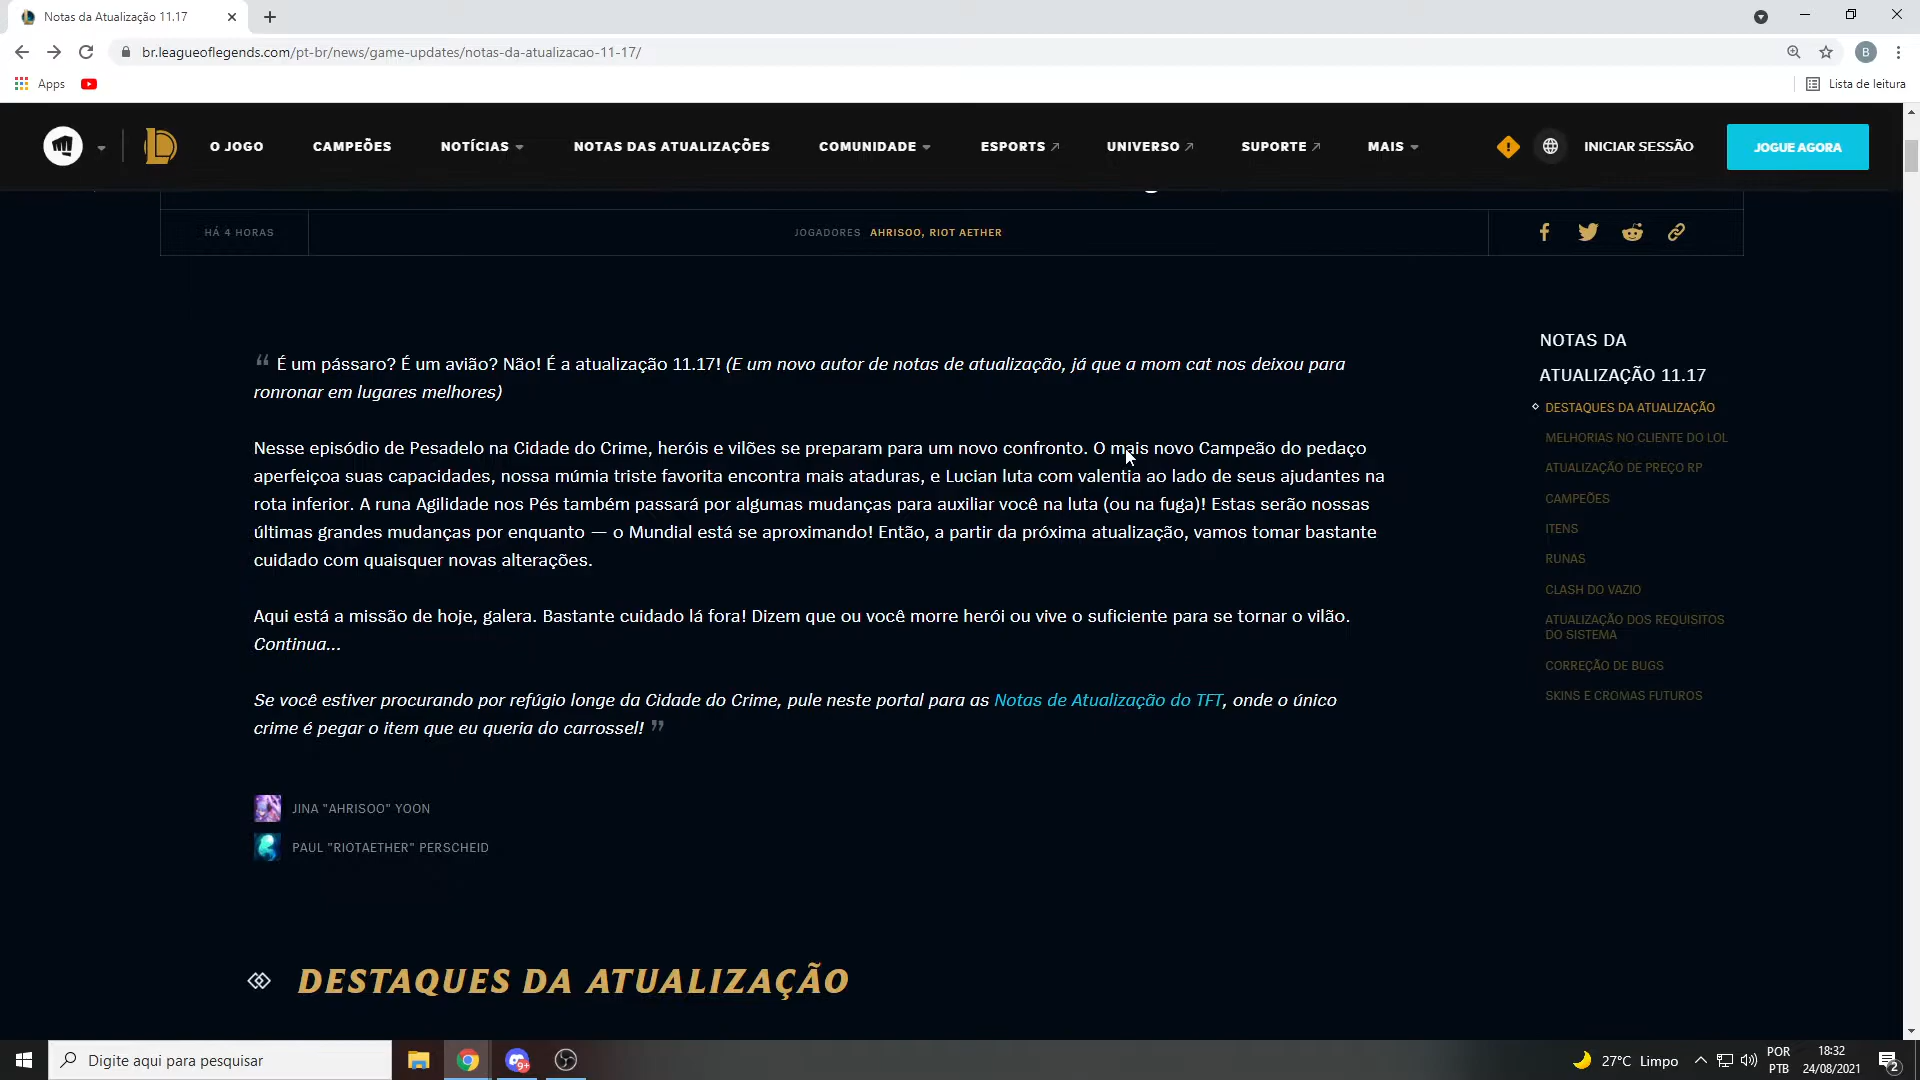 Notas da Atualização 11.17
br.leagueoflegends.com/pt-br/news/game-updates/notas-da-atualizacao-11-17/
B
Apps
Lista de leitura
O JOGO
CAMPEÕES
NOTÍCIAS
NOTAS DAS ATUALIZAÇÕES
COMUNIDADE
ESPORTS
UNIVERSO
SUPORTE
MAIS
INICIAR SESSÃO
JOGUE AGORA
HÁ 4 HORAS
JOGADORES AHRISOO, RIOT AETHER
“ É um pássaro? É um avião? Não! É a atualização 11.17! (E um novo autor de notas de atualização, já que a mom cat nos deixou para
ronronar em lugares melhores)
Nesse episódio de Pesadelo na Cidade do Crime, heróis e vilões se preparam para um novo confronto. O mais novo Campeão do pedaço
aperfeiçoa suas capacidades, nossa múmia triste favorita encontra mais ataduras, e Lucian luta com valentia ao lado de seus ajudantes na
rota inferior. A runa Agilidade nos Pés também passará por algumas mudanças para auxiliar você na luta (ou na fuga)! Estas serão nossas
últimas grandes mudanças por enquanto — o Mundial está se aproximando! Então, a partir da próxima atualização, vamos tomar bastante
cuidado com quaisquer novas alterações.
Aqui está a missão de hoje, galera. Bastante cuidado lá fora! Dizem que ou você morre herói ou vive o suficiente para se tornar o vilão.
Continua...
Se você estiver procurando por refúgio longe da Cidade do Crime, pule neste portal para as Notas de Atualização do TFT, onde o único
crime é pegar o item que eu queria do carrossel! ”
JINA "AHRISOO" YOON
PAUL "RIOTAETHER" PERSCHEID
DESTAQUES DA ATUALIZAÇÃO
NOTAS DA
ATUALIZAÇÃO 11.17
DESTAQUES DA ATUALIZAÇÃO
MELHORIAS NO CLIENTE DO LOL
ATUALIZAÇÃO DE PREÇO RP
CAMPEÕES
ITENS
RUNAS
CLASH DO VAZIO
ATUALIZAÇÃO DOS REQUISITOS
DO SISTEMA
CORREÇÃO DE BUGS
SKINS E CROMAS FUTUROS
Digite aqui para pesquisar
9+
27°C Limpo
POR
PTB
18:32
24/08/2021
2